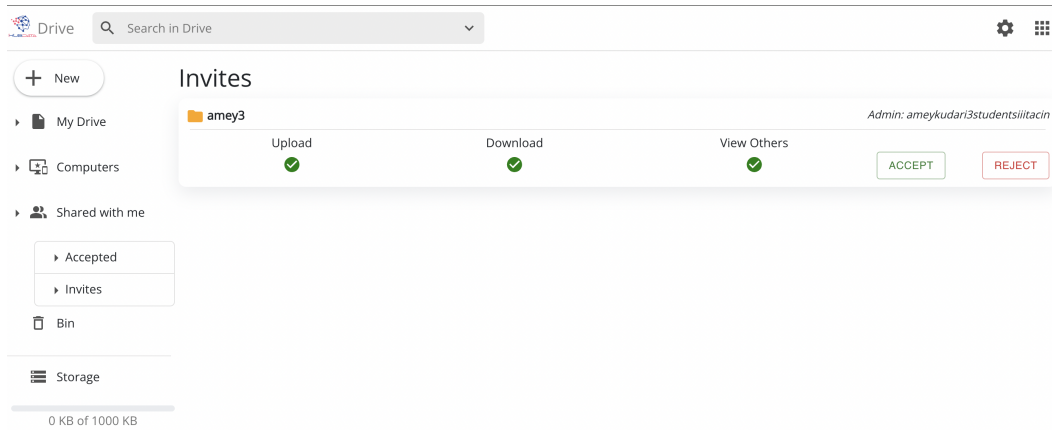 Drive
Search in Drive
New
My Drive
Computers
Shared with me
Accepted
Invites
Bin
Storage
0 KB of 1000 KB
Invites
amey3
Admin: ameykudari3studentsiiitacin
Upload Download View Others
ACCEPT REJECT